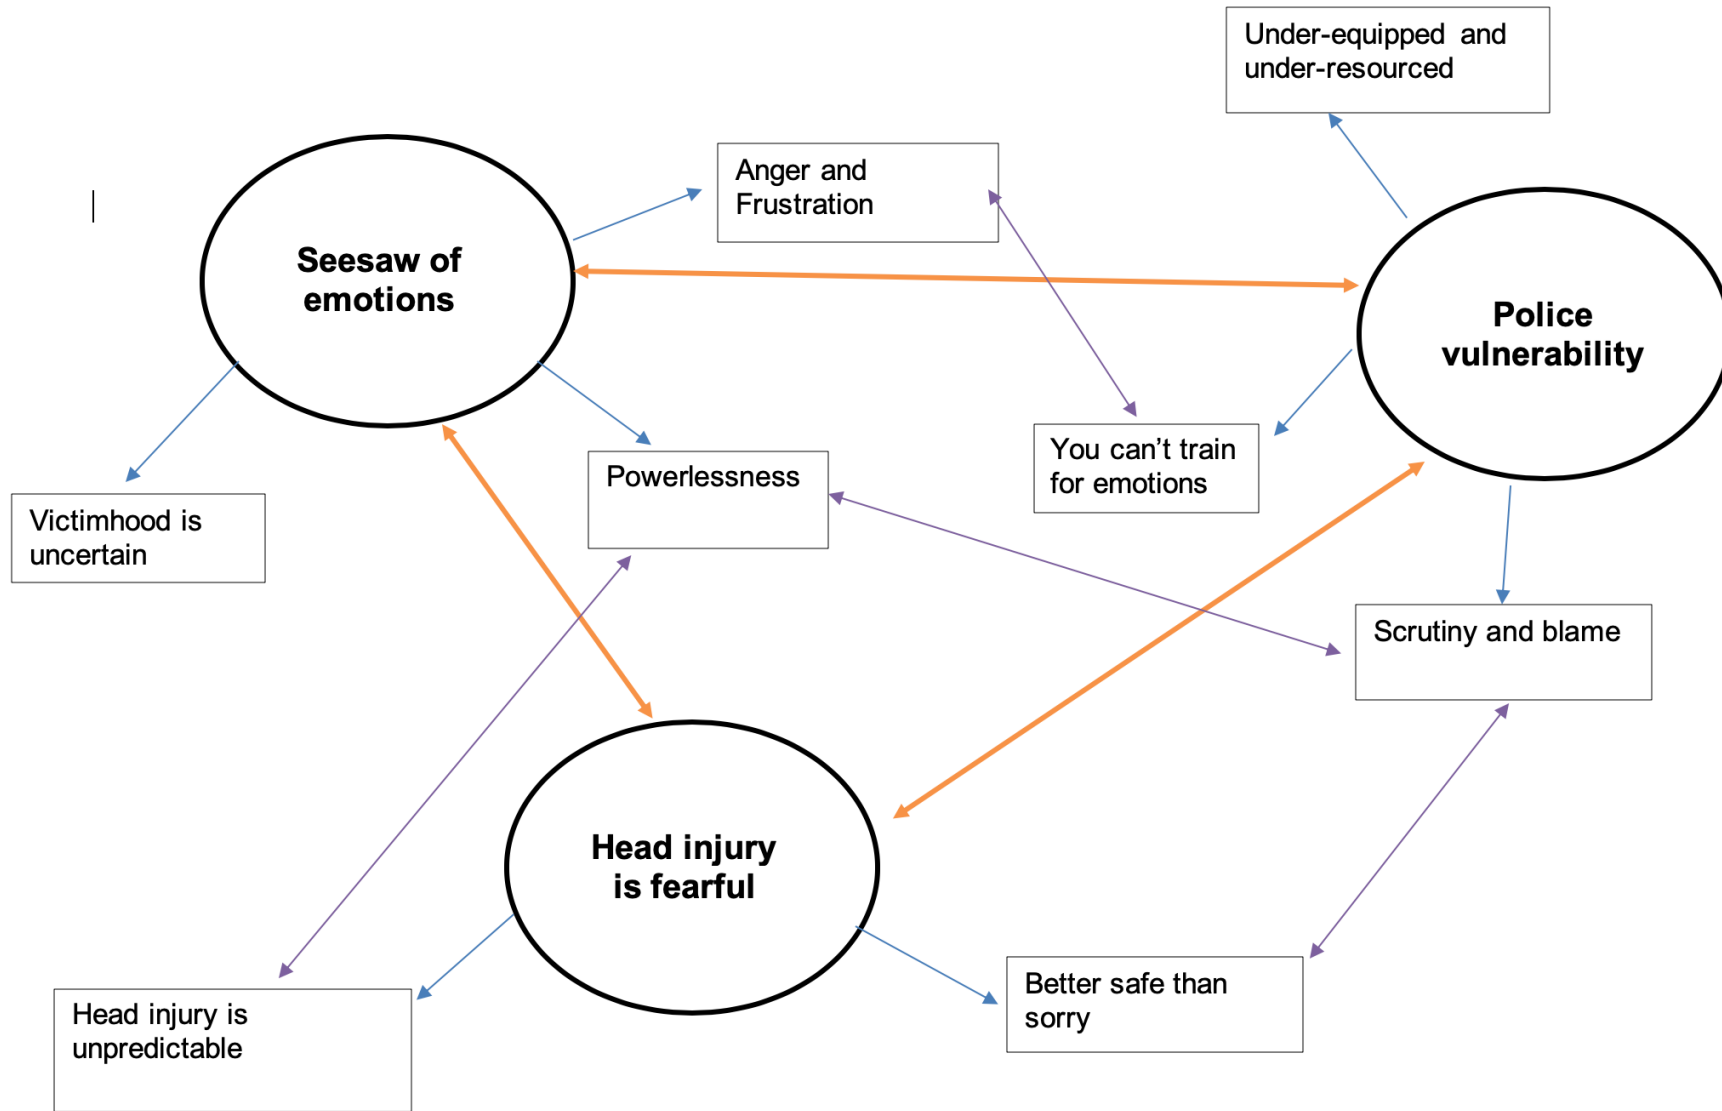 Under-equipped and
under-resourced
Anger and
Frustration
Seesaw of
emotions
Police
vulnerability
You can’t train
for emotions
Powerlessness
Victimhood is
uncertain
Scrutiny and blame
Head injury
is fearful
Better safe than
sorry
Head injury is
unpredictable